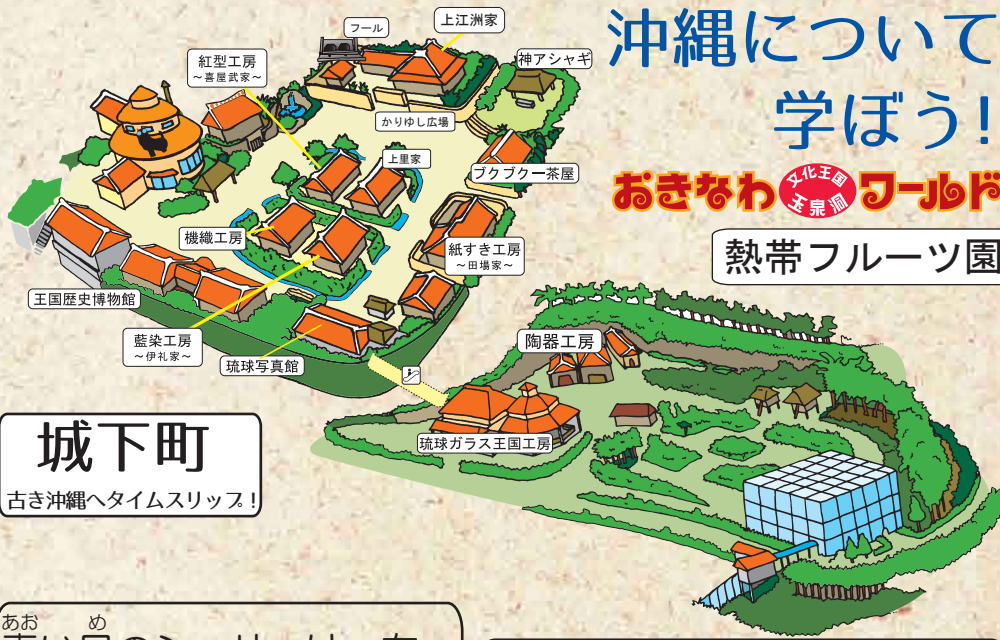 沖縄について
学ぼう!
おきなわ
文化王国
玉泉洞
ワールド
熱帯フルーツ園
フール
上江洲家
紅型工房
～喜屋武家～
神アシャギ
かりゆし広場
上里家
ブクブクー茶屋
機織工房
紙すき工房
～田場家～
王国歴史博物館
藍染工房
～伊礼家～
琉球写真館
陶器工房
琉球ガラス王国工房
城下町
古き沖縄へタイムスリップ!
あお め